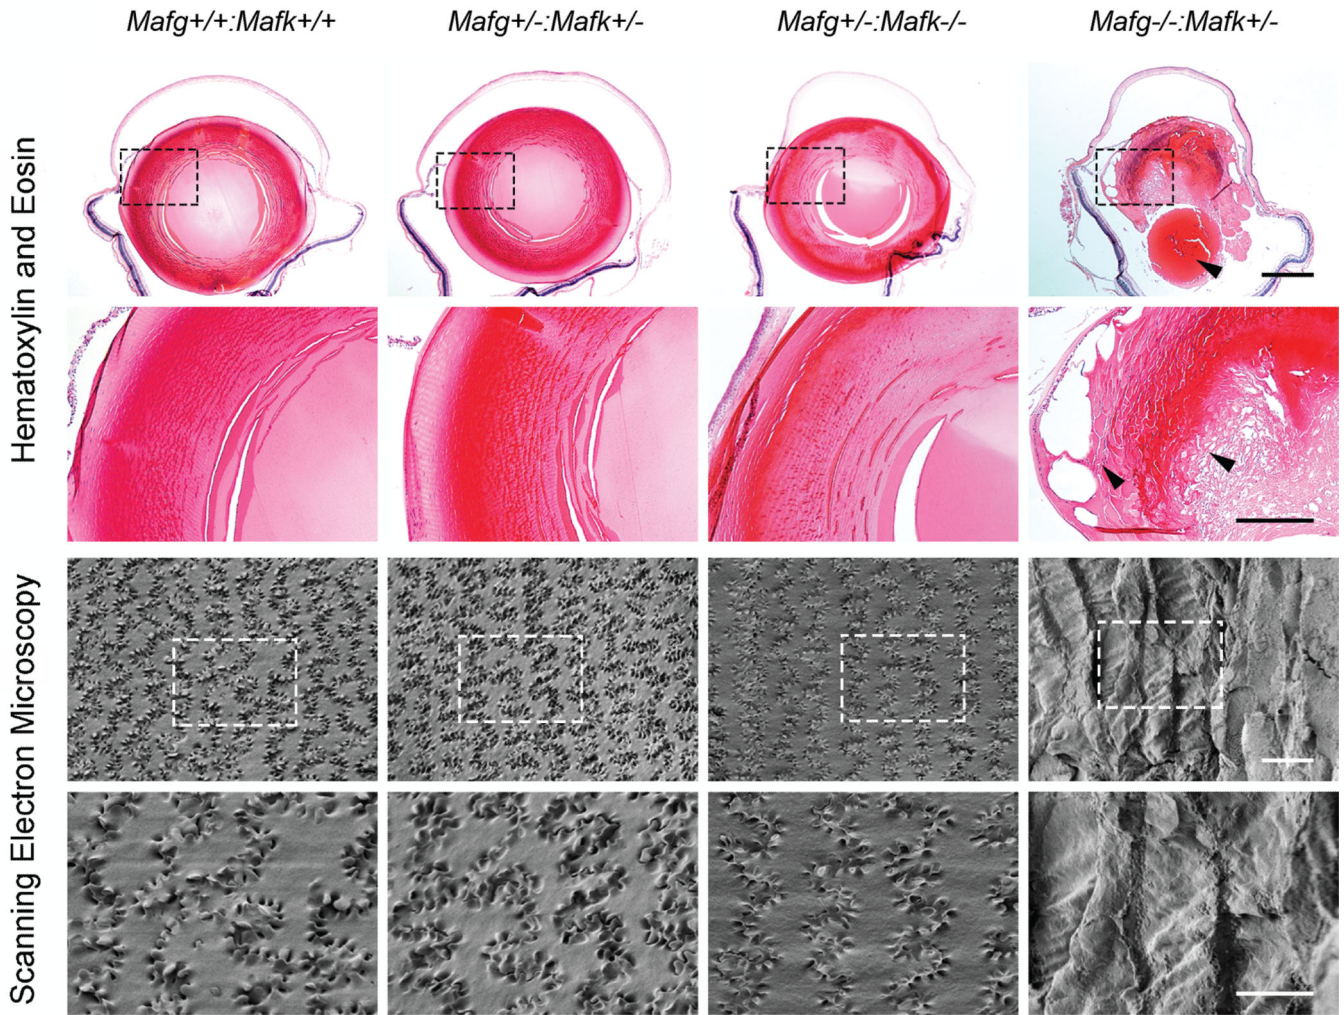 Mafg+/+:Mafk+/+
Mafg+/-:Mafk+/-
Mafg+/-:Mafk-/-
Mafg-/-:Mafk+/-
Hematoxylin and Eosin
Scanning Electron Microscopy